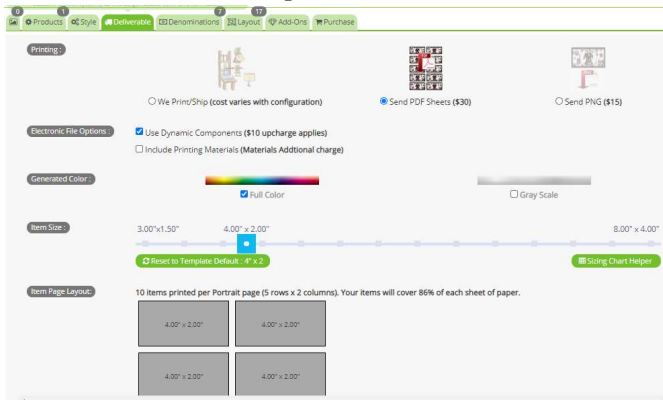 0 1 7 17
Products Style Deliverable Denominations Layout Add-Ons Purchase
Printing :
We Print/Ship (cost varies with configuration) Send PDF Sheets ($30) Send PNG ($15)
Electronic File Options :
Use Dynamic Components ($10 upcharge applies)
Include Printing Materials (Materials Addtional charge)
Generated Color :
Full Color Gray Scale
Item Size :
3.00"x1.50" 4.00" x 2.00" 8.00" x 4.00"
Reset to Template Default : 4" x 2 Sizing Chart Helper
Item Page Layout:
10 items printed per Portrait page (5 rows x 2 columns). Your items will cover 86% of each sheet of paper.
4.00" x 2.00" 4.00" x 2.00"
4.00" x 2.00" 4.00" x 2.00"